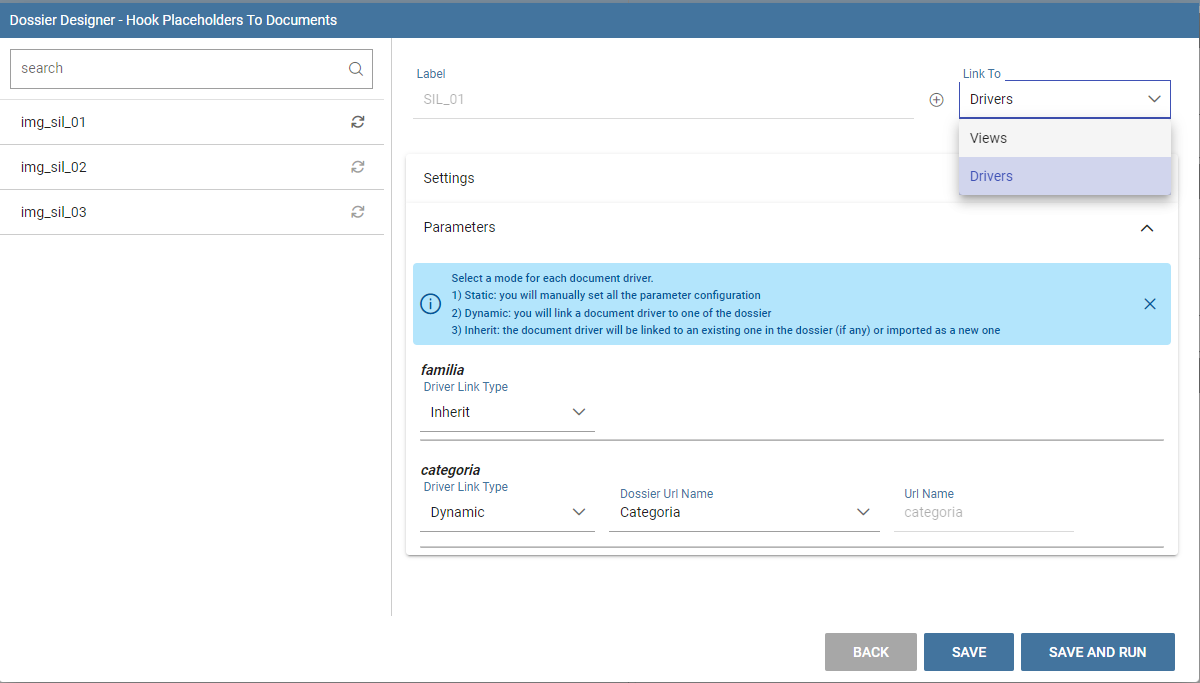 Dossier Designer - Hook Placeholders To Documents
search
img_sil_01
img_sil_02
img_sil_03
Label
SIL_01
Link To
Drivers
Views
Drivers
Settings
Parameters
Select a mode for each document driver.
1) Static: you will manually set all the parameter configuration
2) Dynamic: you will link a document driver to one of the dossier
3) Inherit: the document driver will be linked to an existing one in the dossier (if any) or imported as a new one
familia
Driver Link Type
Inherit
categoria
Driver Link Type
Dynamic
Dossier Url Name
Categoria
Url Name
categoria
BACK
SAVE
SAVE AND RUN